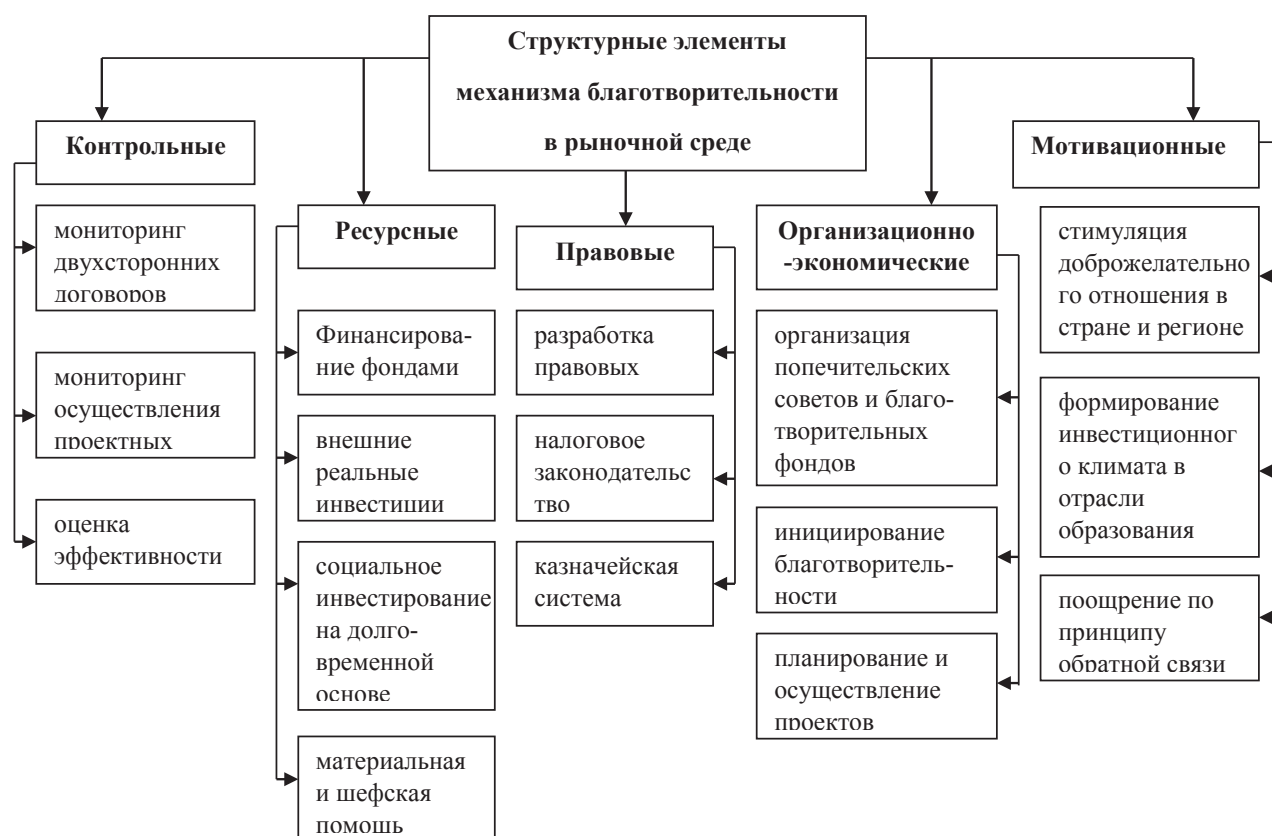 Структурные элементы
механизма благотворительности
в рыночной среде
Контрольные
мониторинг
двухсторонних
договоров
мониторинг
осуществления
проектных
оценка
эффективности
Ресурсные
Финансирова-
ние фондами
внешние
реальные
инвестиции
социальное
инвестирование
на долго-
временной
основе
материальная
и шефская
помощь
Правовые
разработка
правовых
налоговое
законодательс
тво
казначейская
система
Организационно
-экономические
организация
попечительских
советов и благо-
творительных
фондов
инициирование
благотворитель-
ности
планирование и
осуществление
проектов
Мотивационные
стимуляция
доброжелательно
го отношения в
стране и регионе
формирование
инвестиционног
о климата в
отрасли
образования
поощрение по
принципу
обратной связи